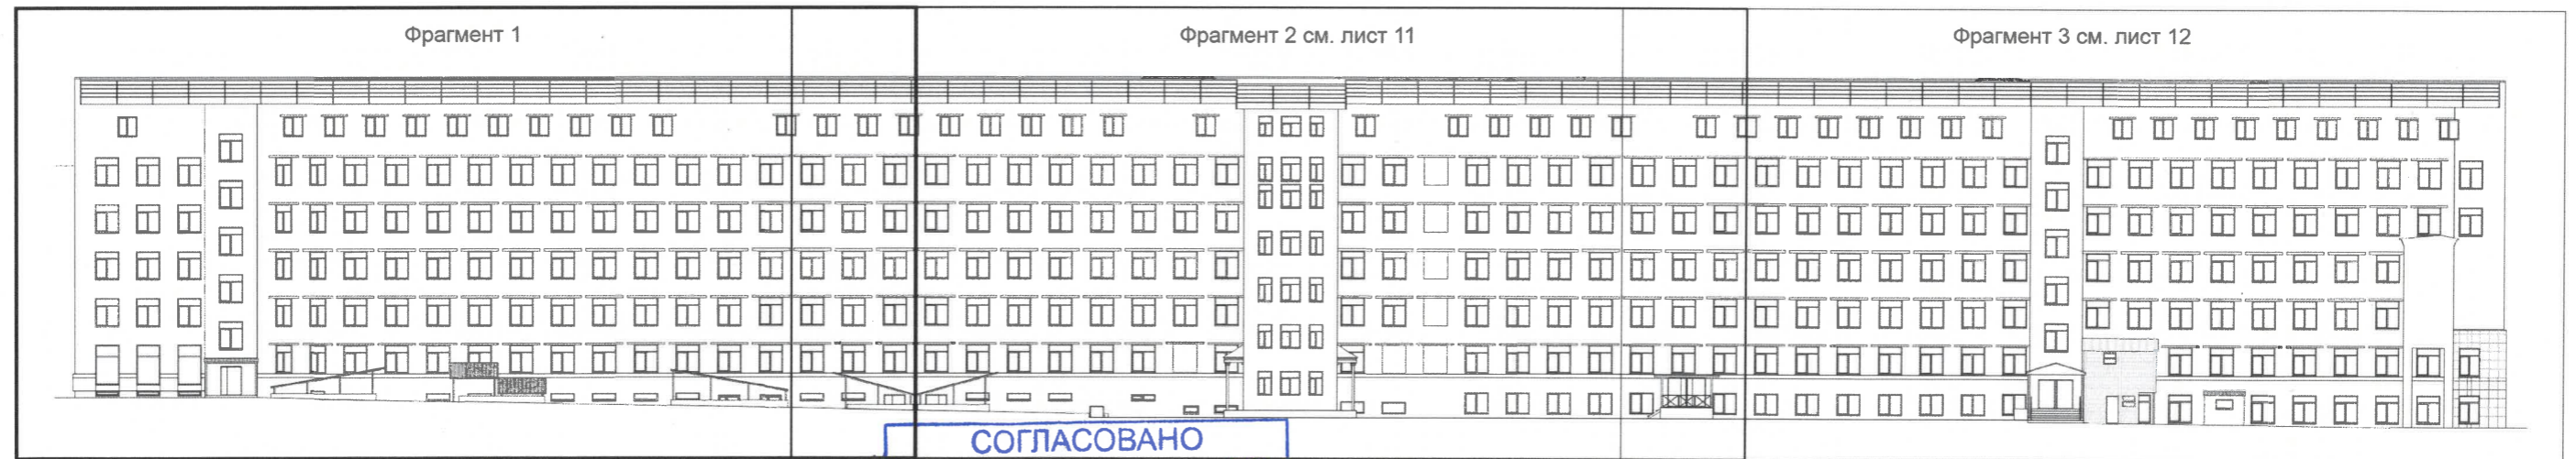 Фрагмент 1
Фрагмент 2 см. лист 11
Фрагмент 3 см. лист 12
СОГЛАСОВАНО